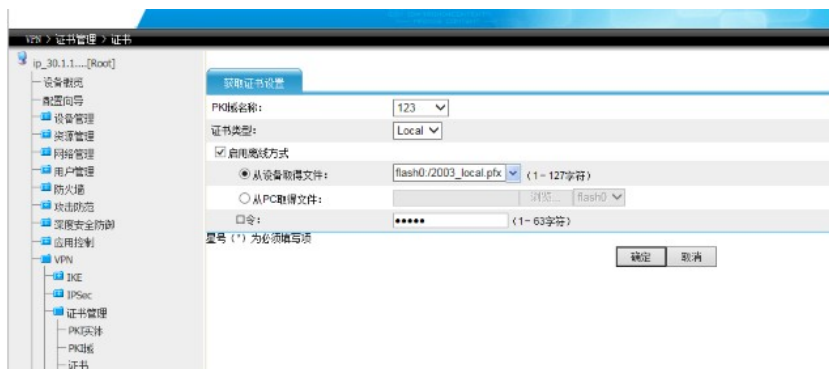 VPN > 证书管理 > 证书
ip_30.1.1....[Root]
设备概览
配置向导
设备管理
资源管理
网络管理
用户管理
防火墙
攻击防范
深度安全防御
应用控制
VPN
IKE
IPSec
证书管理
PKI实体
PKI域
证书
获取证书设置
PKI域名称：
123
证书类型：
Local
启用离线方式
从设备取得文件：
flash0:/2003_local.pfx
(1-127字符)
从PC取得文件：
浏览...
flash0
口令：
•••••
(1-63字符)
星号 (*) 为必须填写项
确定
取消